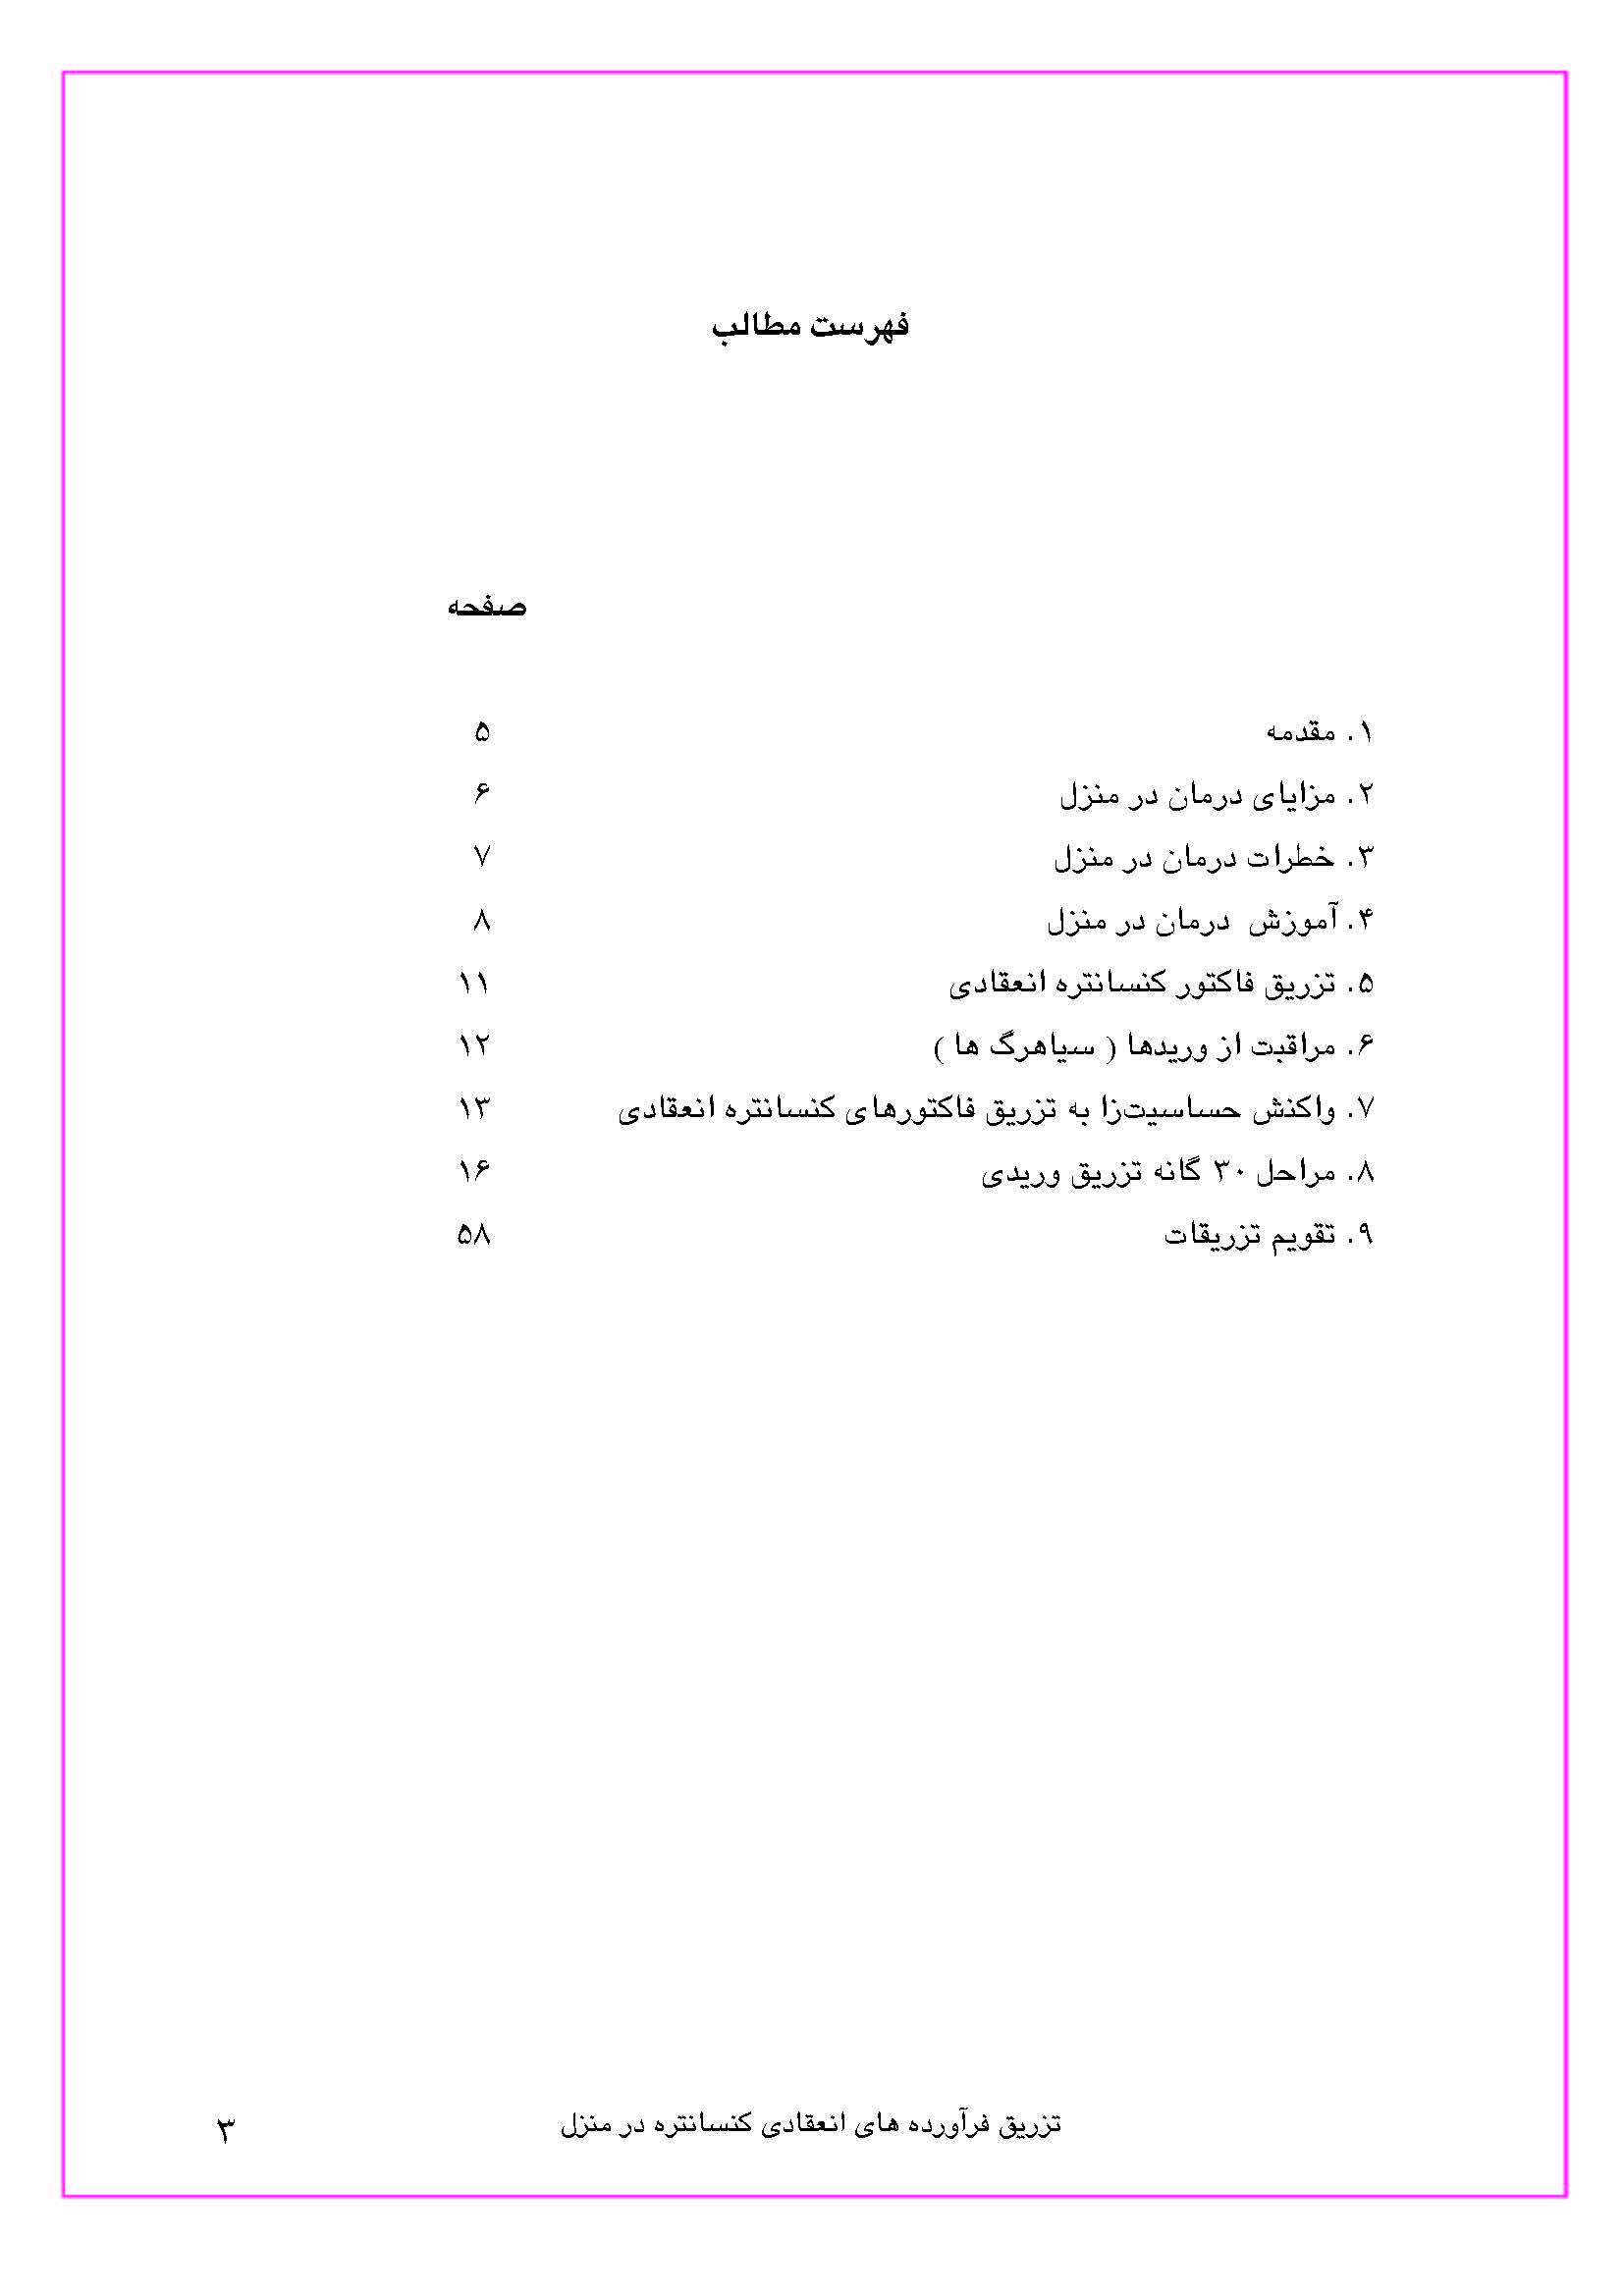 فهرست مطالب
صفحه
۱. مقدمه ۵
۲. مزایای درمان در منزل ۶
۳. خطرات درمان در منزل ۷
۴. آموزش درمان در منزل ۸
۵. تزریق فاکتور کنسانتره انعقادی ۱۱
۶. مراقبت از وریدها ( سیاهرگ ها ) ۱۲
۷. واکنش حساسیت‌زا به تزریق فاکتورهای کنسانتره انعقادی ۱۳
۸. مراحل ۳۰ گانه تزریق وریدی ۱۶
۹. تقویم تزریقات ۵۸
تزریق فرآورده های انعقادی کنسانتره در منزل ۳